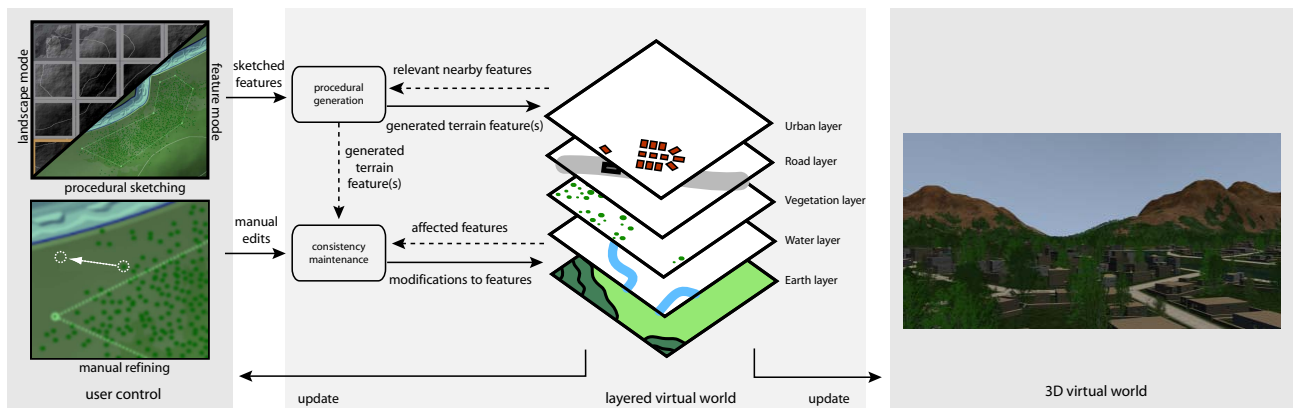 landscape mode
feature mode
procedural sketching
manual refining
user control
sketched
features
manual
edits
procedural
generation
relevant nearby features
generated terrain feature(s)
generated
terrain
feature(s)
consistency
maintenance
affected features
modifications to features
Urban layer
Road layer
Vegetation layer
Water layer
Earth layer
update
layered virtual world
update
3D virtual world